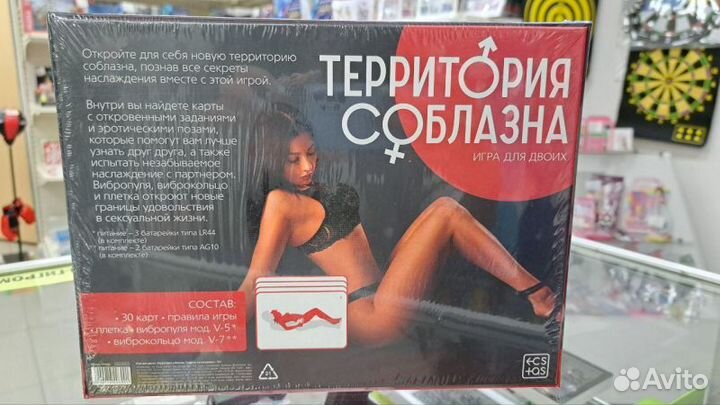 Откройте для себя новую территорию
соблазна, познав все секреты
наслаждения вместе с этой игрой.
Внутри вы найдете карты
с откровенными заданиями
и эротическими позами,
которые помогут вам лучше
узнать друг друга, а также
испытать незабываемое
наслаждение с партнером.
Вибропуля, виброкольцо
и плетка откроют новые
границы удовольствия
в сексуальной жизни.
* питание – 3 батарейки типа LR44
(в комплекте)
** питание – 2 батарейки типа AG10
(в комплекте)
ТЕРРИТОРИЯ
СОБЛАЗНА
ИГРА ДЛЯ ДВОИХ
СОСТАВ:
• 30 карт • правила игры
• плетка • вибропуля мод. V-5 *
• виброкольцо мод. V-7 **
Avito